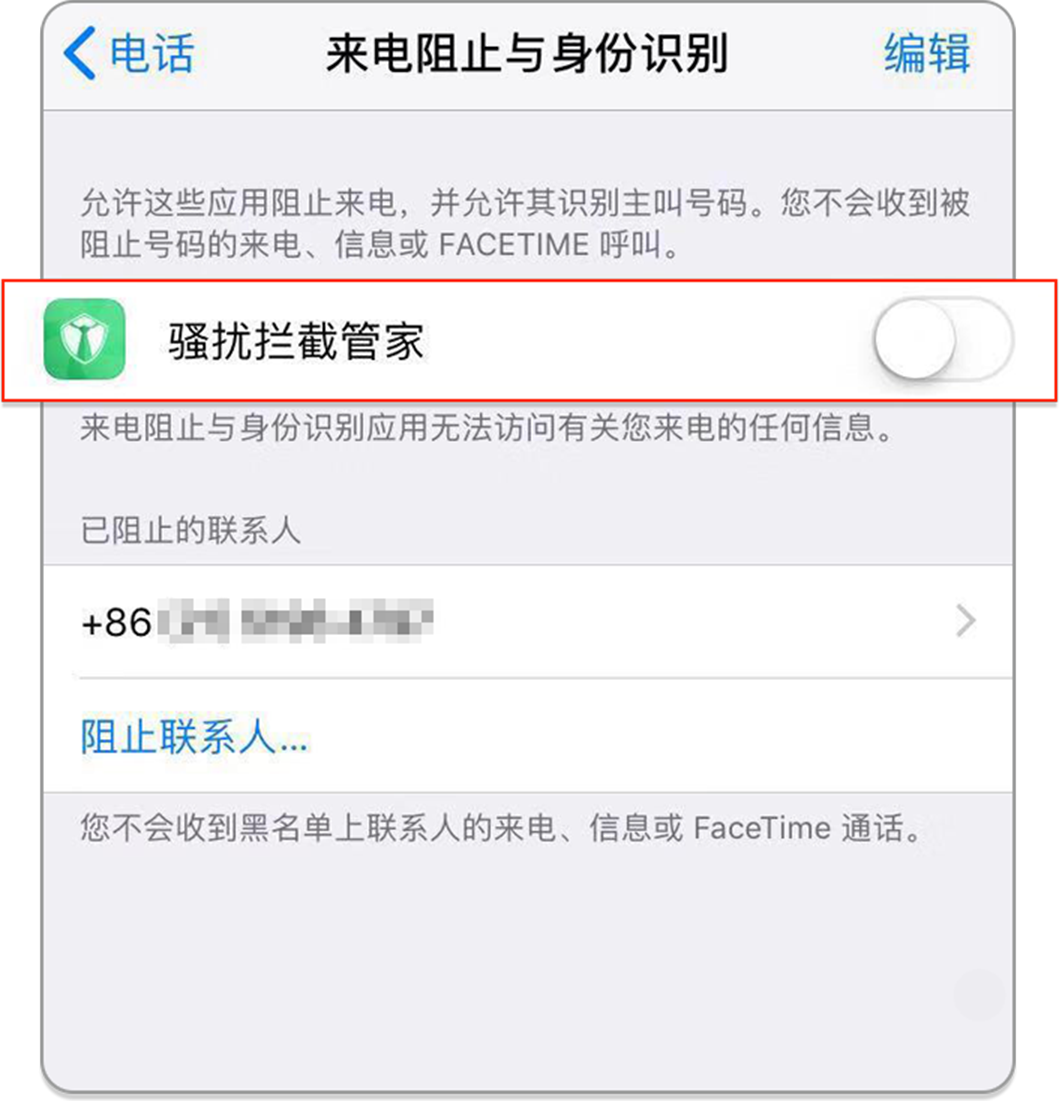 电话
来电阻止与身份识别
编辑
允许这些应用阻止来电，并允许其识别主叫号码。您不会收到被
阻止号码的来电、信息或 FACETIME 呼叫。
骚扰拦截管家
来电阻止与身份识别应用无法访问有关您来电的任何信息。
已阻止的联系人
+86
阻止联系人...
您不会收到黑名单上联系人的来电、信息或 FaceTime 通话。